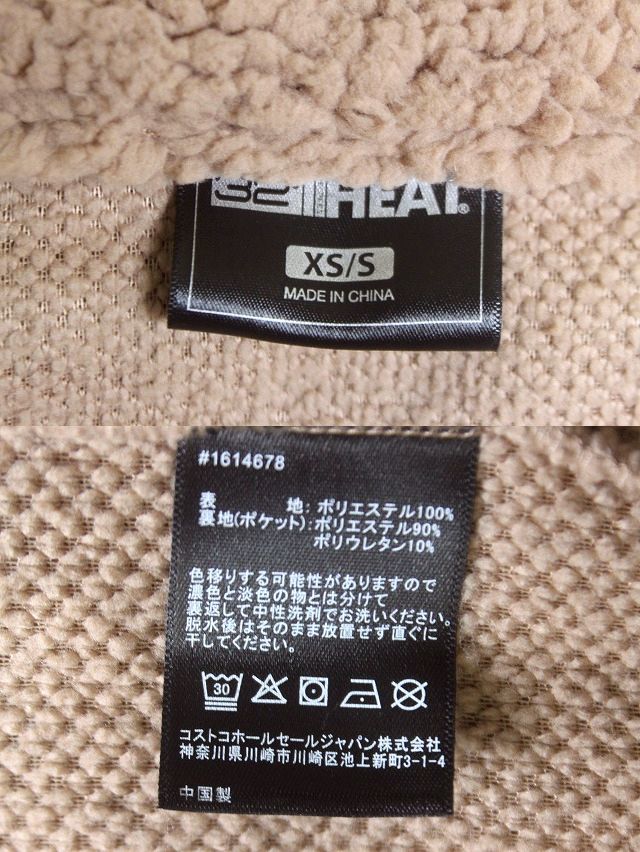 32 HEAT®
XS/S
MADE IN CHINA
#1614678
表 地: ポリエステル100%
裏地(ポケット): ポリエステル90%
ポリウレタン10%
色移りする可能性がありますので
濃色と淡色の物とは分けて
裏返して中性洗剤でお洗いください。
脱水後はそのまま放置せず直ぐに
干してください。
30
コストコホールセールジャパン株式会社
神奈川県川崎市川崎区池上新町3-1-4
中国製